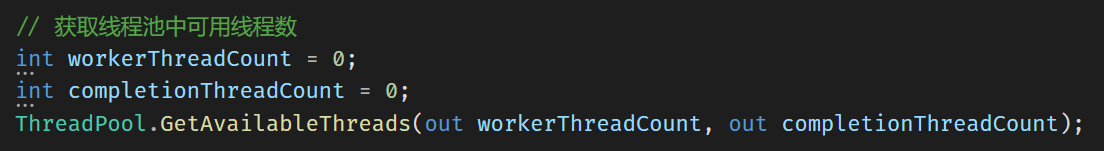 // 获取线程池中可用线程数
int workerThreadCount = 0;
int completionThreadCount = 0;
ThreadPool.GetAvailableThreads(out workerThreadCount, out completionThreadCount);